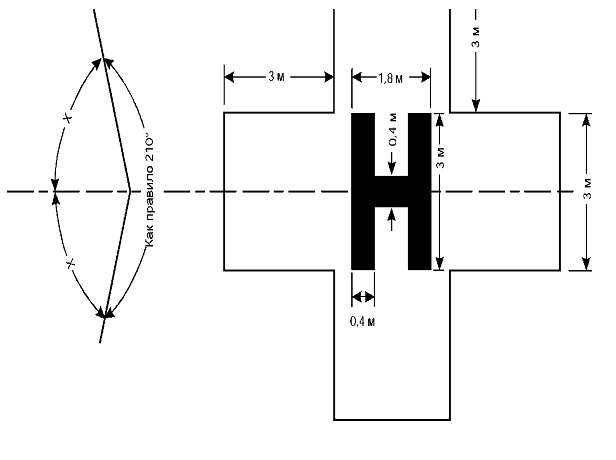 3 м
3 м
1,8 м
X
0,4 м
3 м
H
Как правило 210°
3 м
X
0,4 м